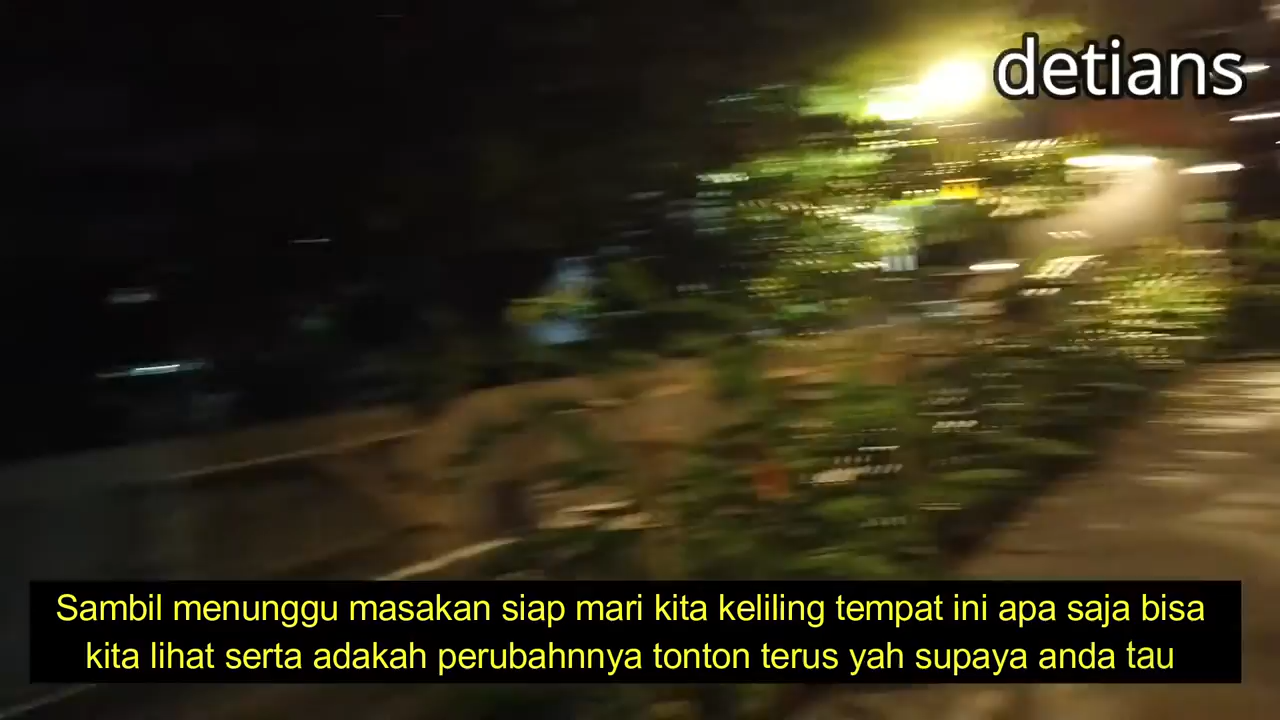 detians
Sambil menunggu masakan siap mari kita keliling tempat ini apa saja bisa
kita lihat serta adakah perubahnnya tonton terus yah supaya anda tau